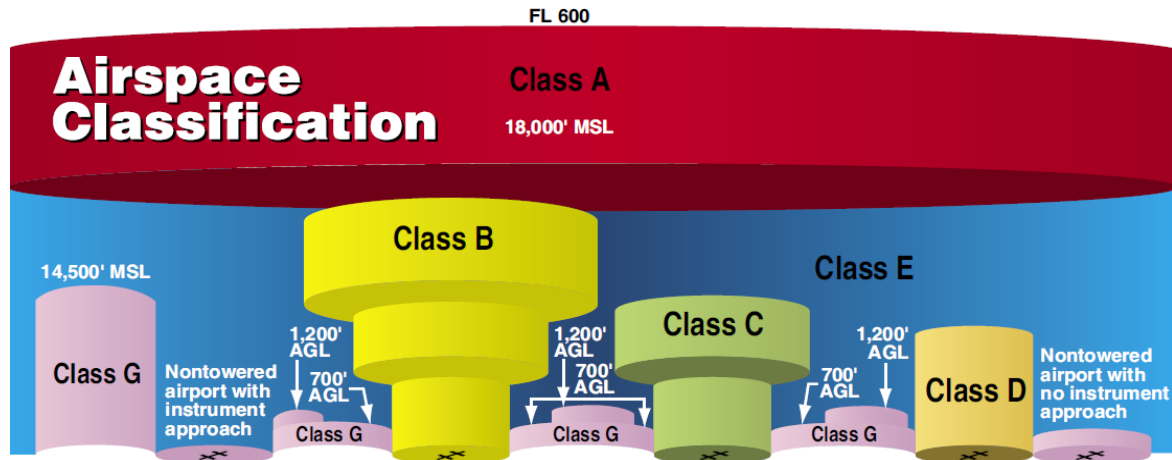 FL 600
Airspace
Classification
Class A
18,000' MSL
Class B
Class E
14,500' MSL
Class C
1,200'
AGL
1,200'
AGL
1,200'
AGL
Class G
Nontowered
airport with
instrument
approach
700'
AGL
700'
AGL
700'
AGL
Class D
Nontowered
airport with
no instrument
approach
Class G
Class G
Class G